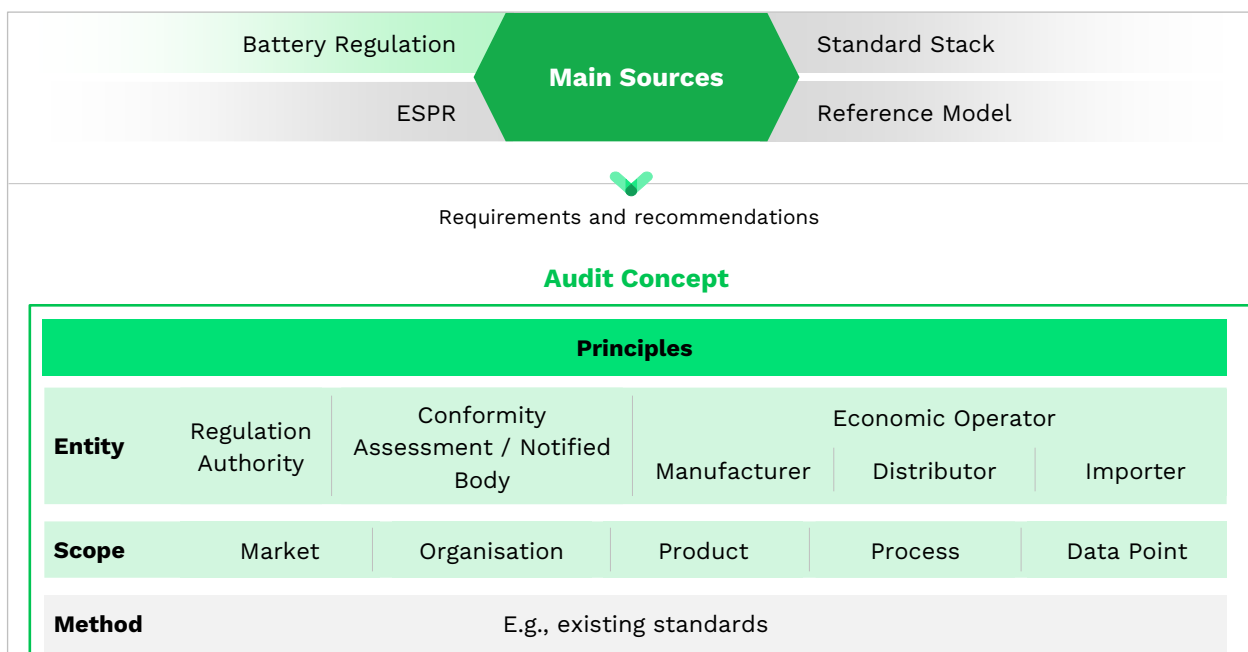 Battery Regulation
Main Sources
Standard Stack
ESPR
Reference Model
Requirements and recommendations
Audit Concept
Principles
Entity
Regulation
Authority
Conformity
Assessment / Notified
Body
Economic Operator
Manufacturer
Distributor
Importer
Scope
Market
Organisation
Product
Process
Data Point
Method
E.g., existing standards